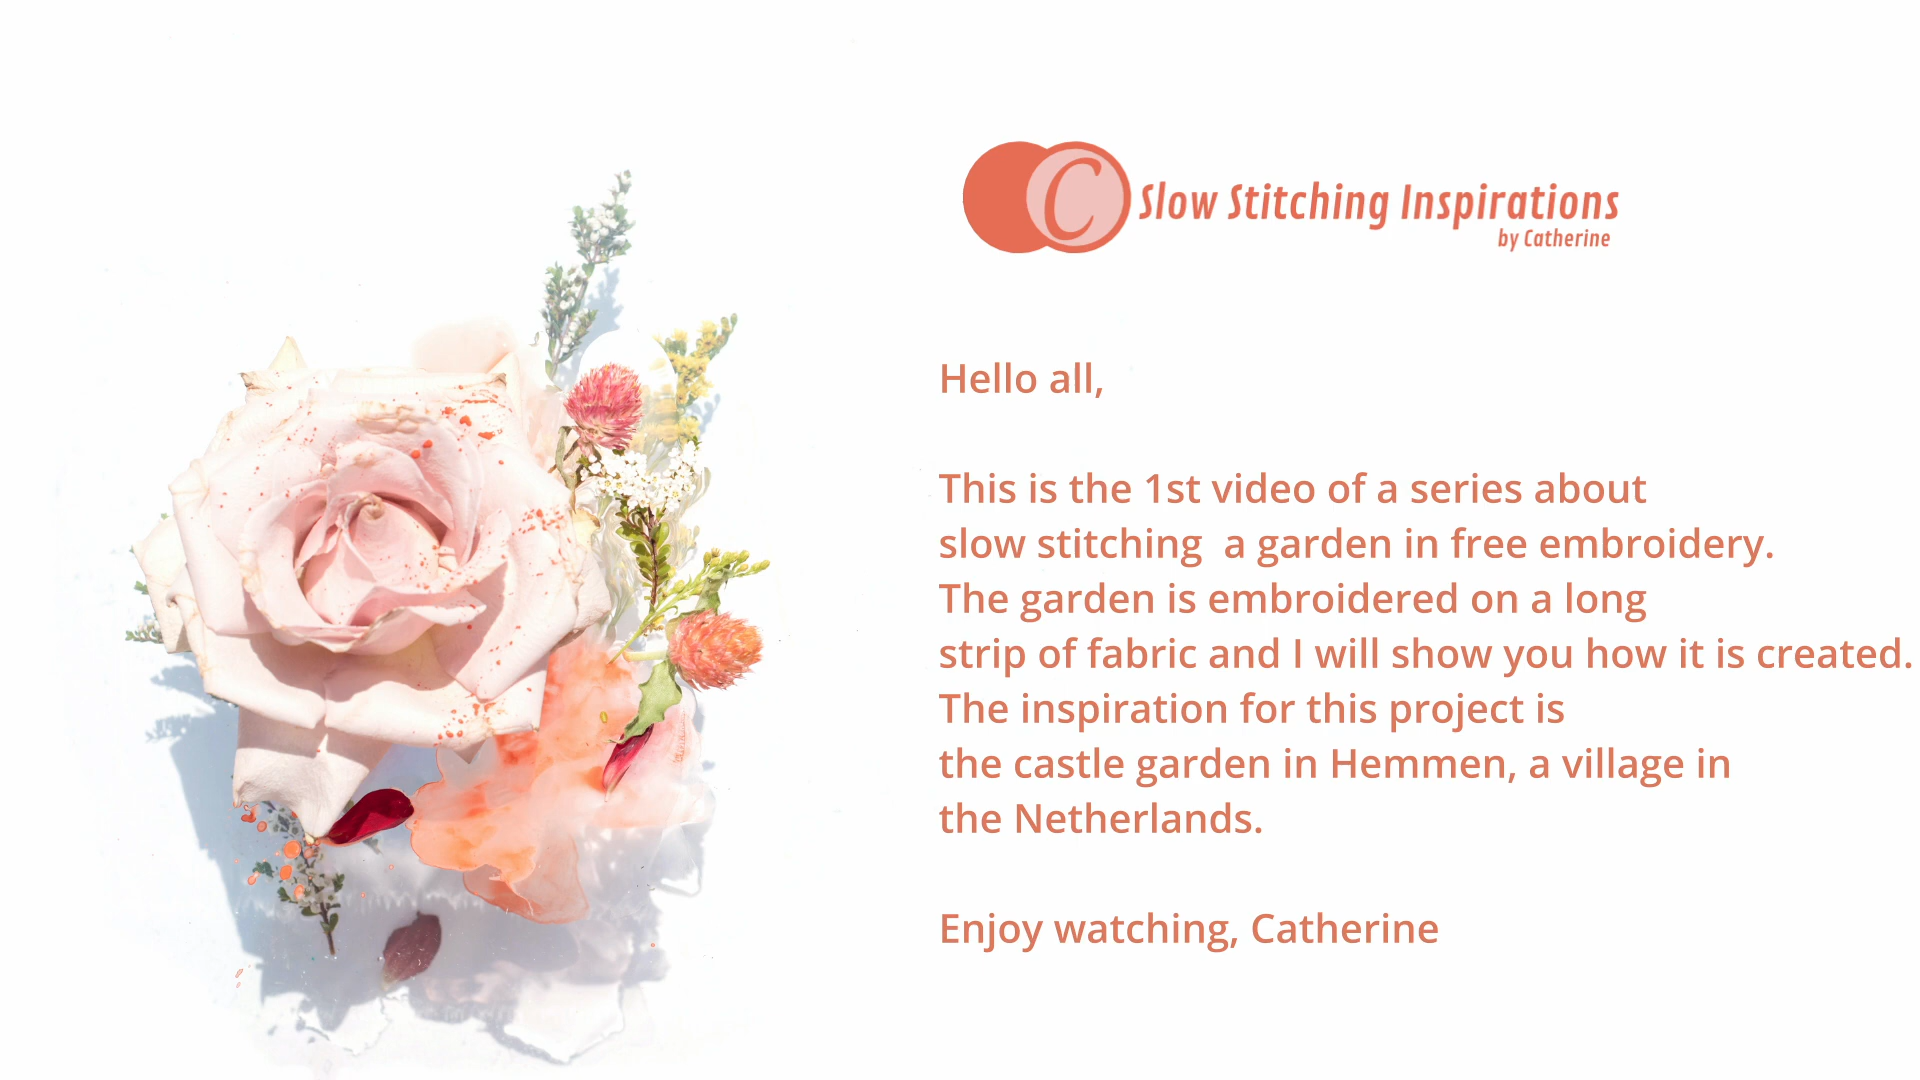 C Slow Stitching Inspirations
by Catherine
Hello all,
This is the 1st video of a series about
slow stitching  a garden in free embroidery.
The garden is embroidered on a long
strip of fabric and I will show you how it is created.
The inspiration for this project is
the castle garden in Hemmen, a village in
the Netherlands.
Enjoy watching, Catherine